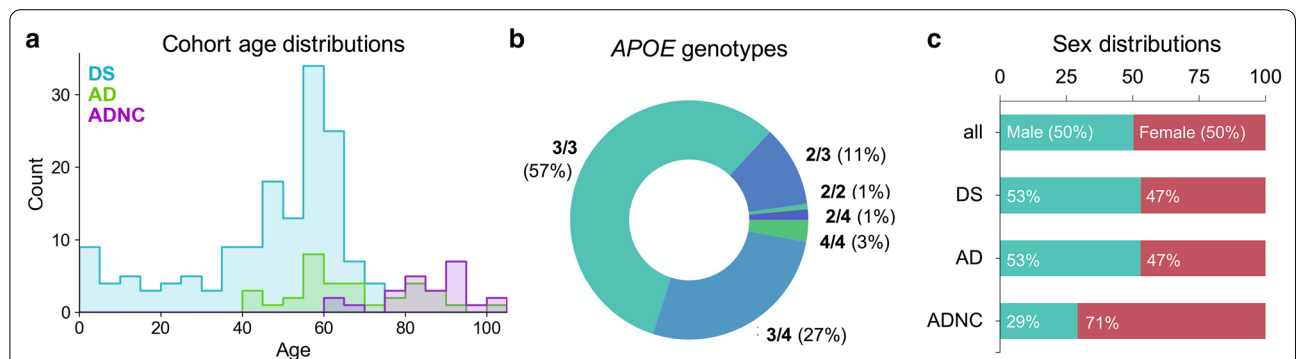 a
Cohort age distributions
DS
AD
ADNC
30
20
10
0
Count
0 20 40 60 80 100
Age
b
APOE genotypes
3/3
(57%)
2/3 (11%)
2/2 (1%)
2/4 (1%)
4/4 (3%)
3/4 (27%)
c
Sex distributions
0 25 50 75 100
all Male (50%) Female (50%)
DS 53% 47%
AD 53% 47%
ADNC 29% 71%